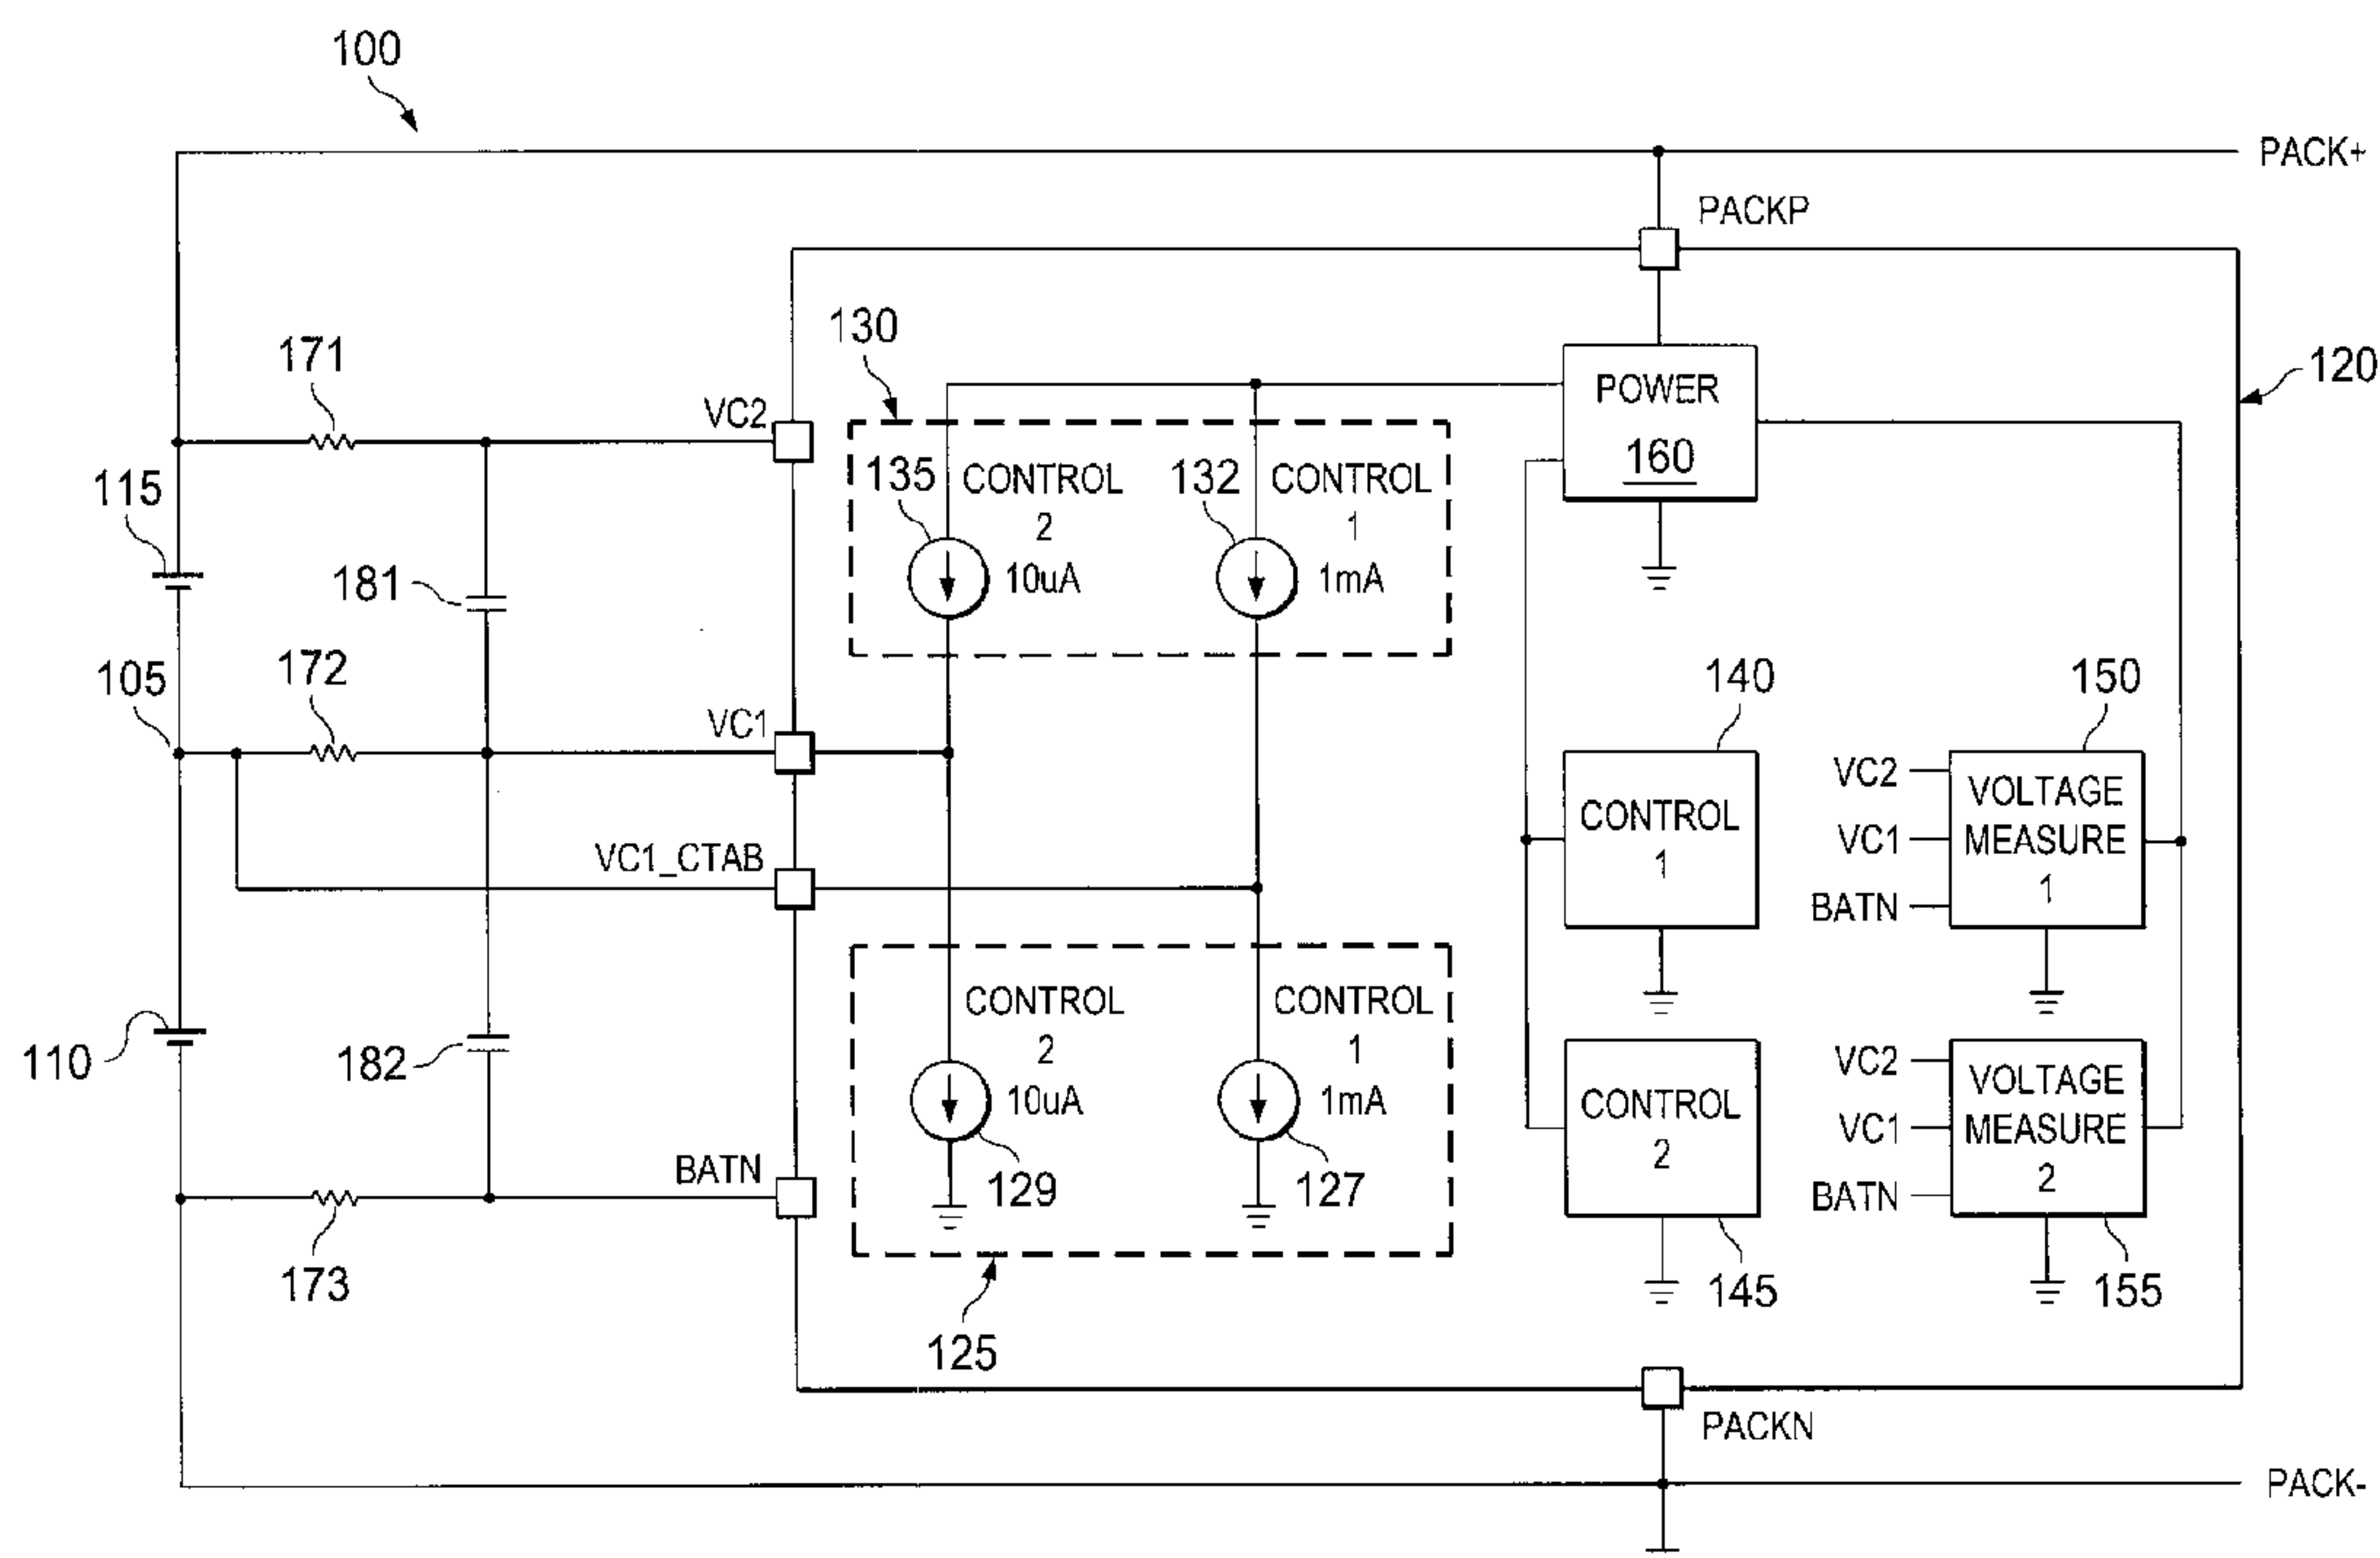 100
PACK+
PACKP
130
120
171
VC2
POWER
160
115
135
CONTROL
2
10uA
132
CONTROL
1
1mA
181
105
172
VC1
140
150
CONTROL
1
VC2
VC1
BATN
VOLTAGE
MEASURE
1
VC1_CTAB
110
182
CONTROL
2
10uA
CONTROL
1
1mA
CONTROL
2
VC2
VC1
BATN
VOLTAGE
MEASURE
2
BATN
129
127
173
145
155
125
PACKN
PACK-